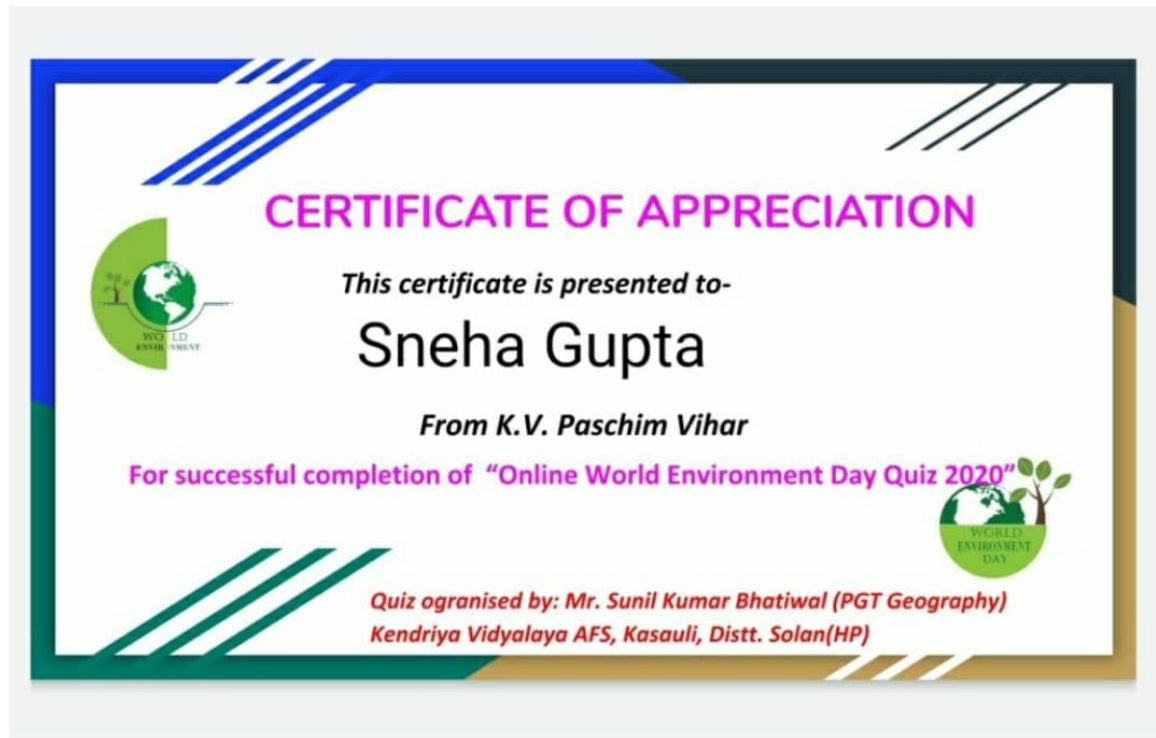 CERTIFICATE OF APPRECIATION
This certificate is presented to-
WORLD
ENVIRONMENT
Sneha Gupta
From K.V. Paschim Vihar
For successful completion of “Online World Environment Day Quiz 2020”
WORLD
ENVIRONMENT
DAY
Quiz ogranised by: Mr. Sunil Kumar Bhatiwal (PGT Geography)
Kendriya Vidyalaya AFS, Kasauli, Distt. Solan(HP)